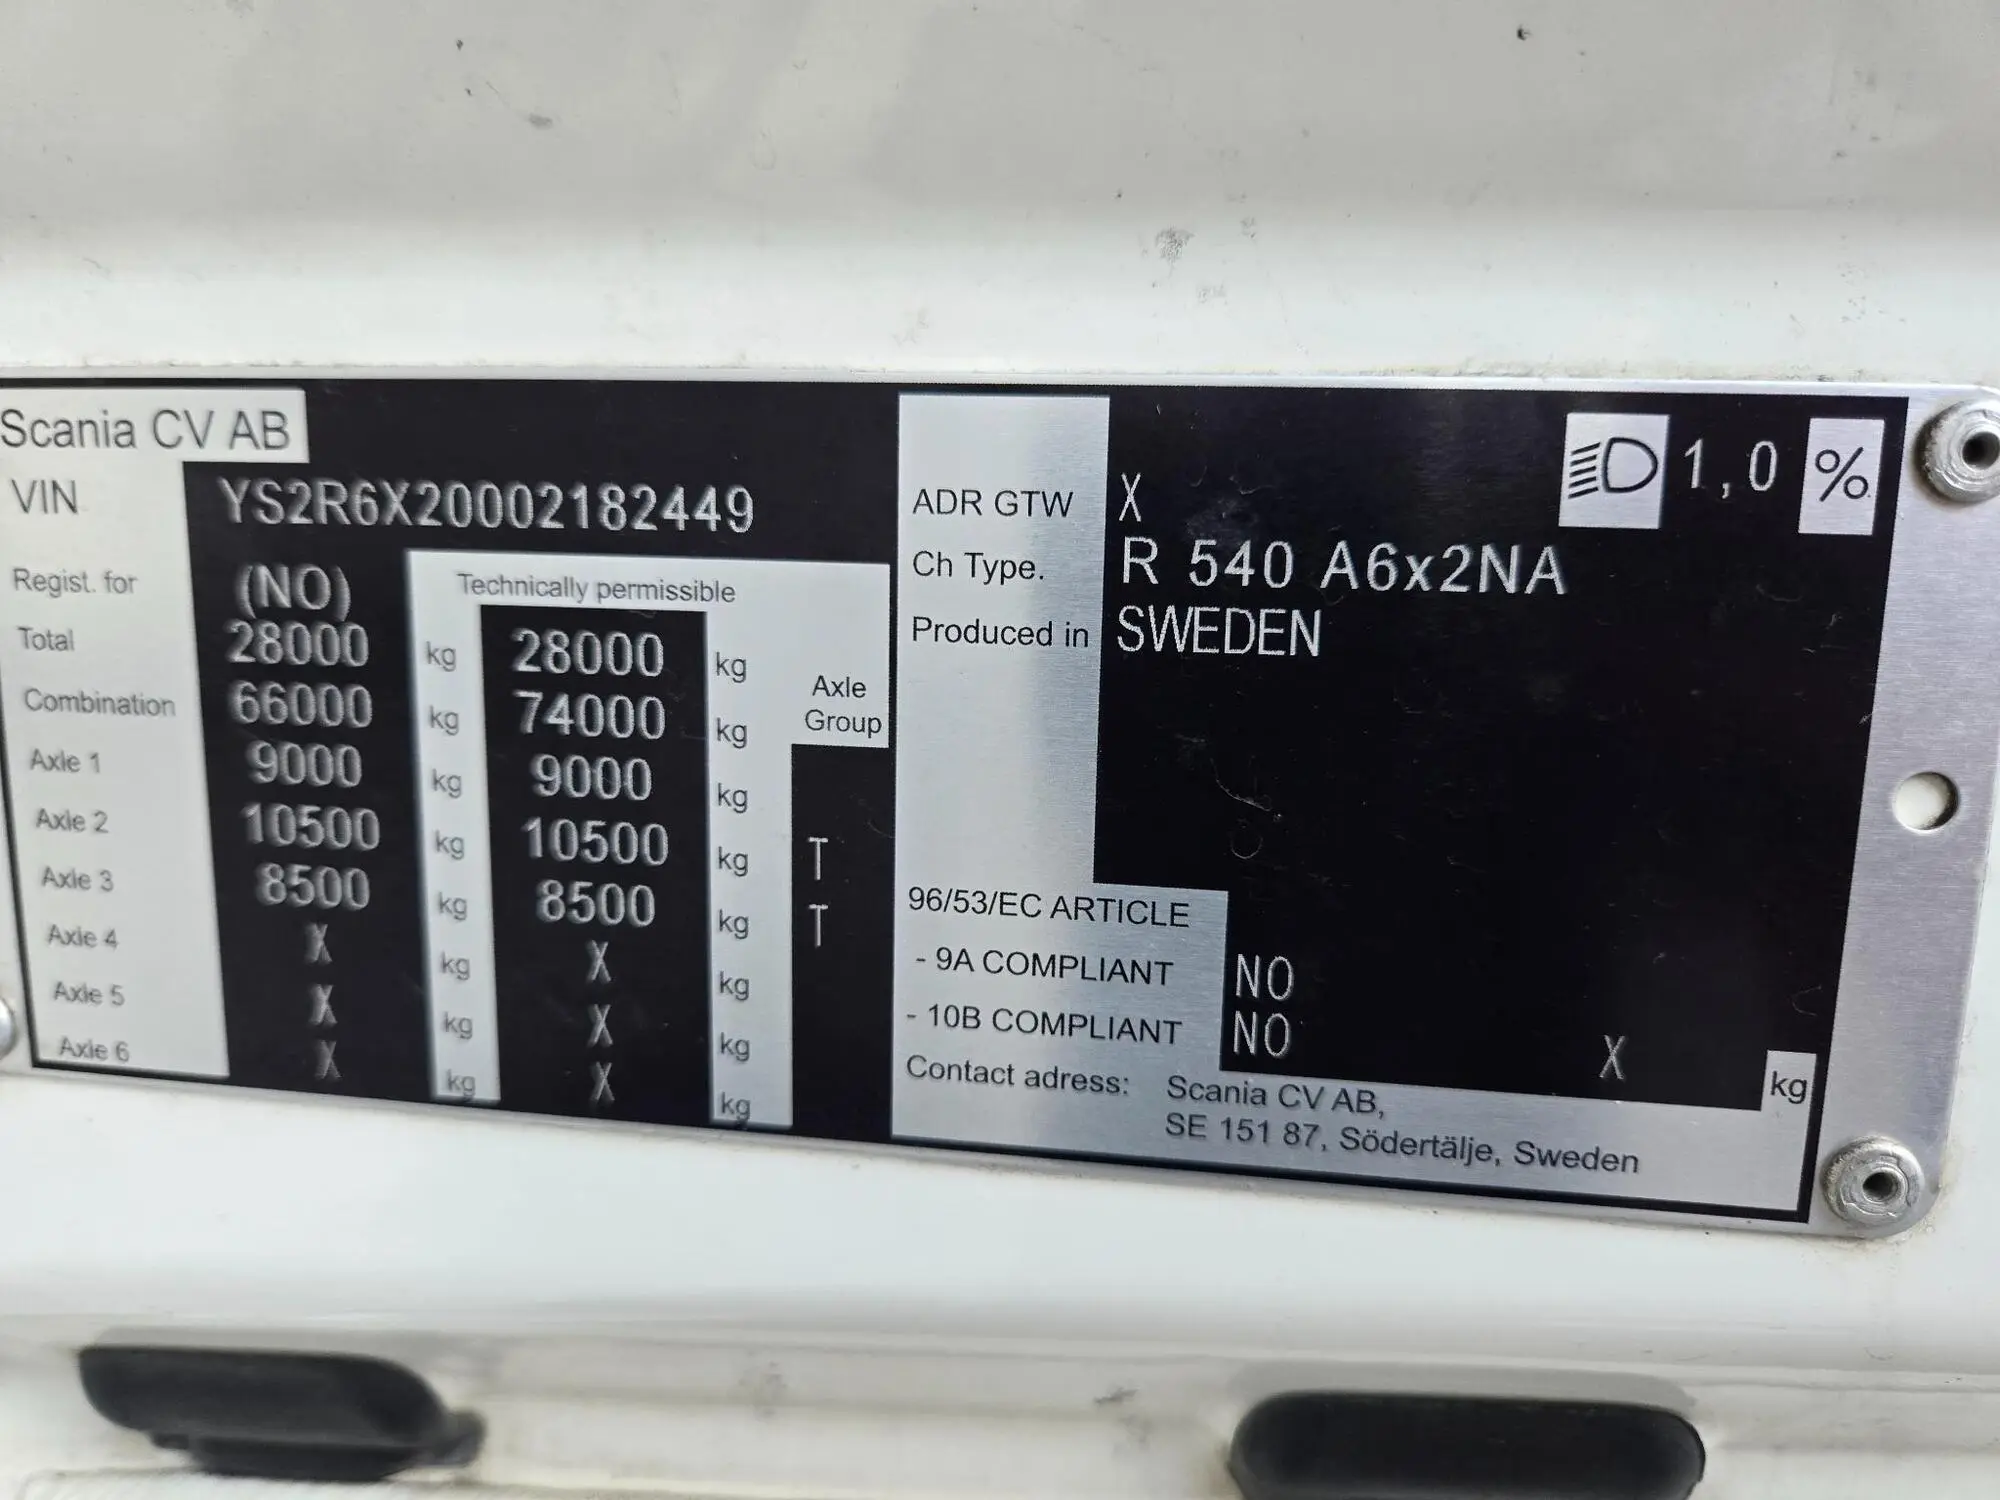 Scania CV AB
VIN YS2R6X20002182449
Regist. for (NO) Technically permissible
Total 28000 kg 28000 kg
Combination 66000 kg 74000 kg Axle Group
Axle 1 9000 kg 9000 kg
Axle 2 10500 kg 10500 kg T
Axle 3 8500 kg 8500 kg T
Axle 4 X kg X kg
Axle 5 X kg X kg
Axle 6 X kg X kg
1,0 %
ADR GTW X
Ch Type. R 540 A6x2NA
Produced in SWEDEN
96/53/EC ARTICLE
- 9A COMPLIANT NO
- 10B COMPLIANT NO X kg
Contact adress: Scania CV AB,
SE 151 87, Södertälje, Sweden